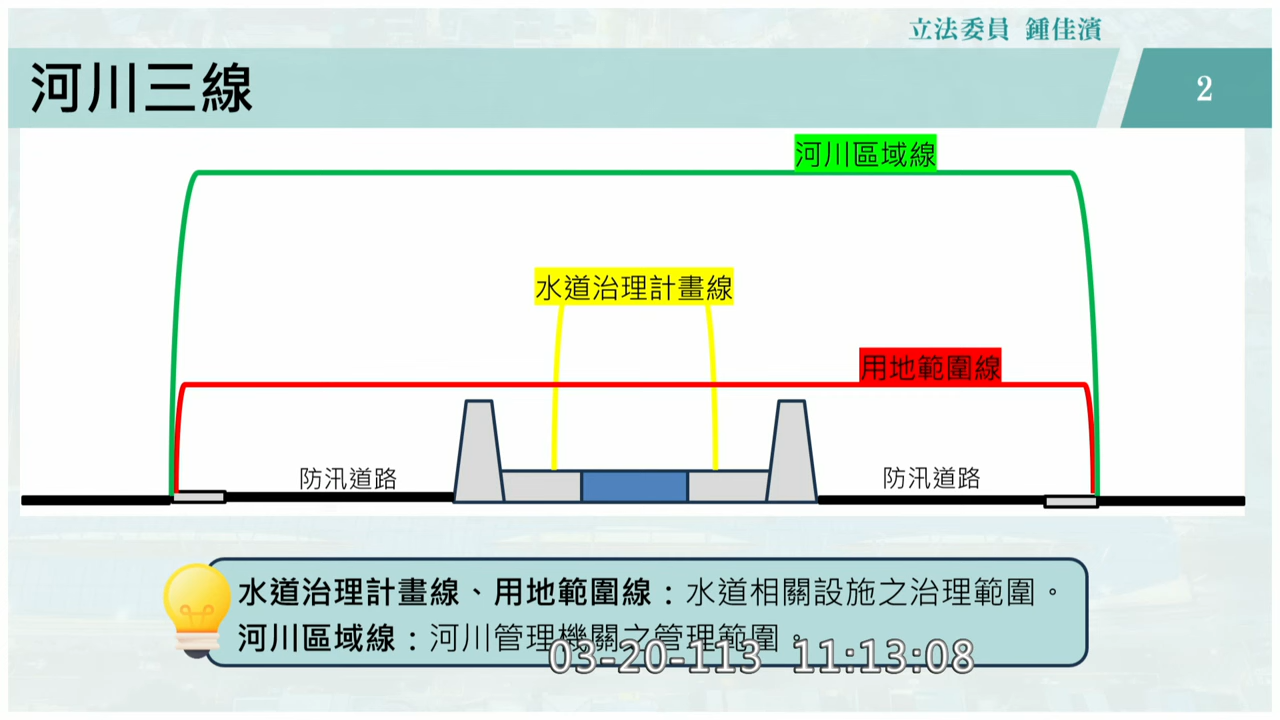 立法委員 鍾佳濱
河川三線
2
河川區域線
水道治理計畫線
用地範圍線
防汛道路
防汛道路
水道治理計畫線、用地範圍線：水道相關設施之治理範圍。
河川區域線：河川管理機關之管理範圍。
03-20-113 11:13:08